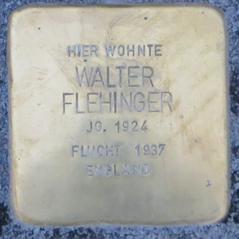 HIER WOHNTE
WALTER
FLEHINGER
JG. 1924
FLUCHT 1937
ENGLAND